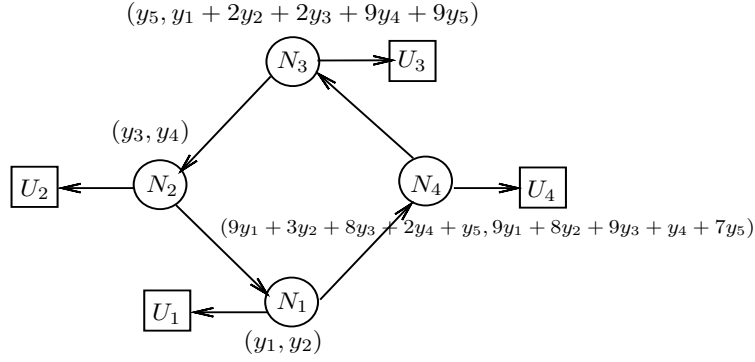 (y₅, y₁ + 2y₂ + 2y₃ + 9y₄ + 9y₅)
N₃
U₃
(y₃, y₄)
U₂
N₂
N₄
U₄
(9y₁ + 3y₂ + 8y₃ + 2y₄ + y₅, 9y₁ + 8y₂ + 9y₃ + y₄ + 7y₅)
U₁
N₁
(y₁, y₂)